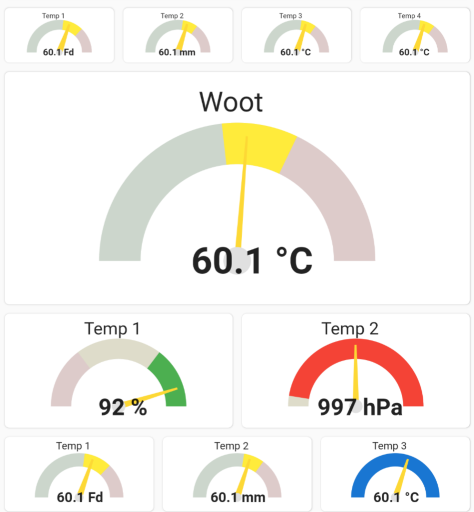 Temp 1
60.1 Fd
Temp 2
60.1 mm
Temp 3
60.1 °C
Temp 4
60.1 °C
Woot
60.1 °C
Temp 1
92 %
Temp 2
997 hPa
Temp 1
60.1 Fd
Temp 2
60.1 mm
Temp 3
60.1 °C